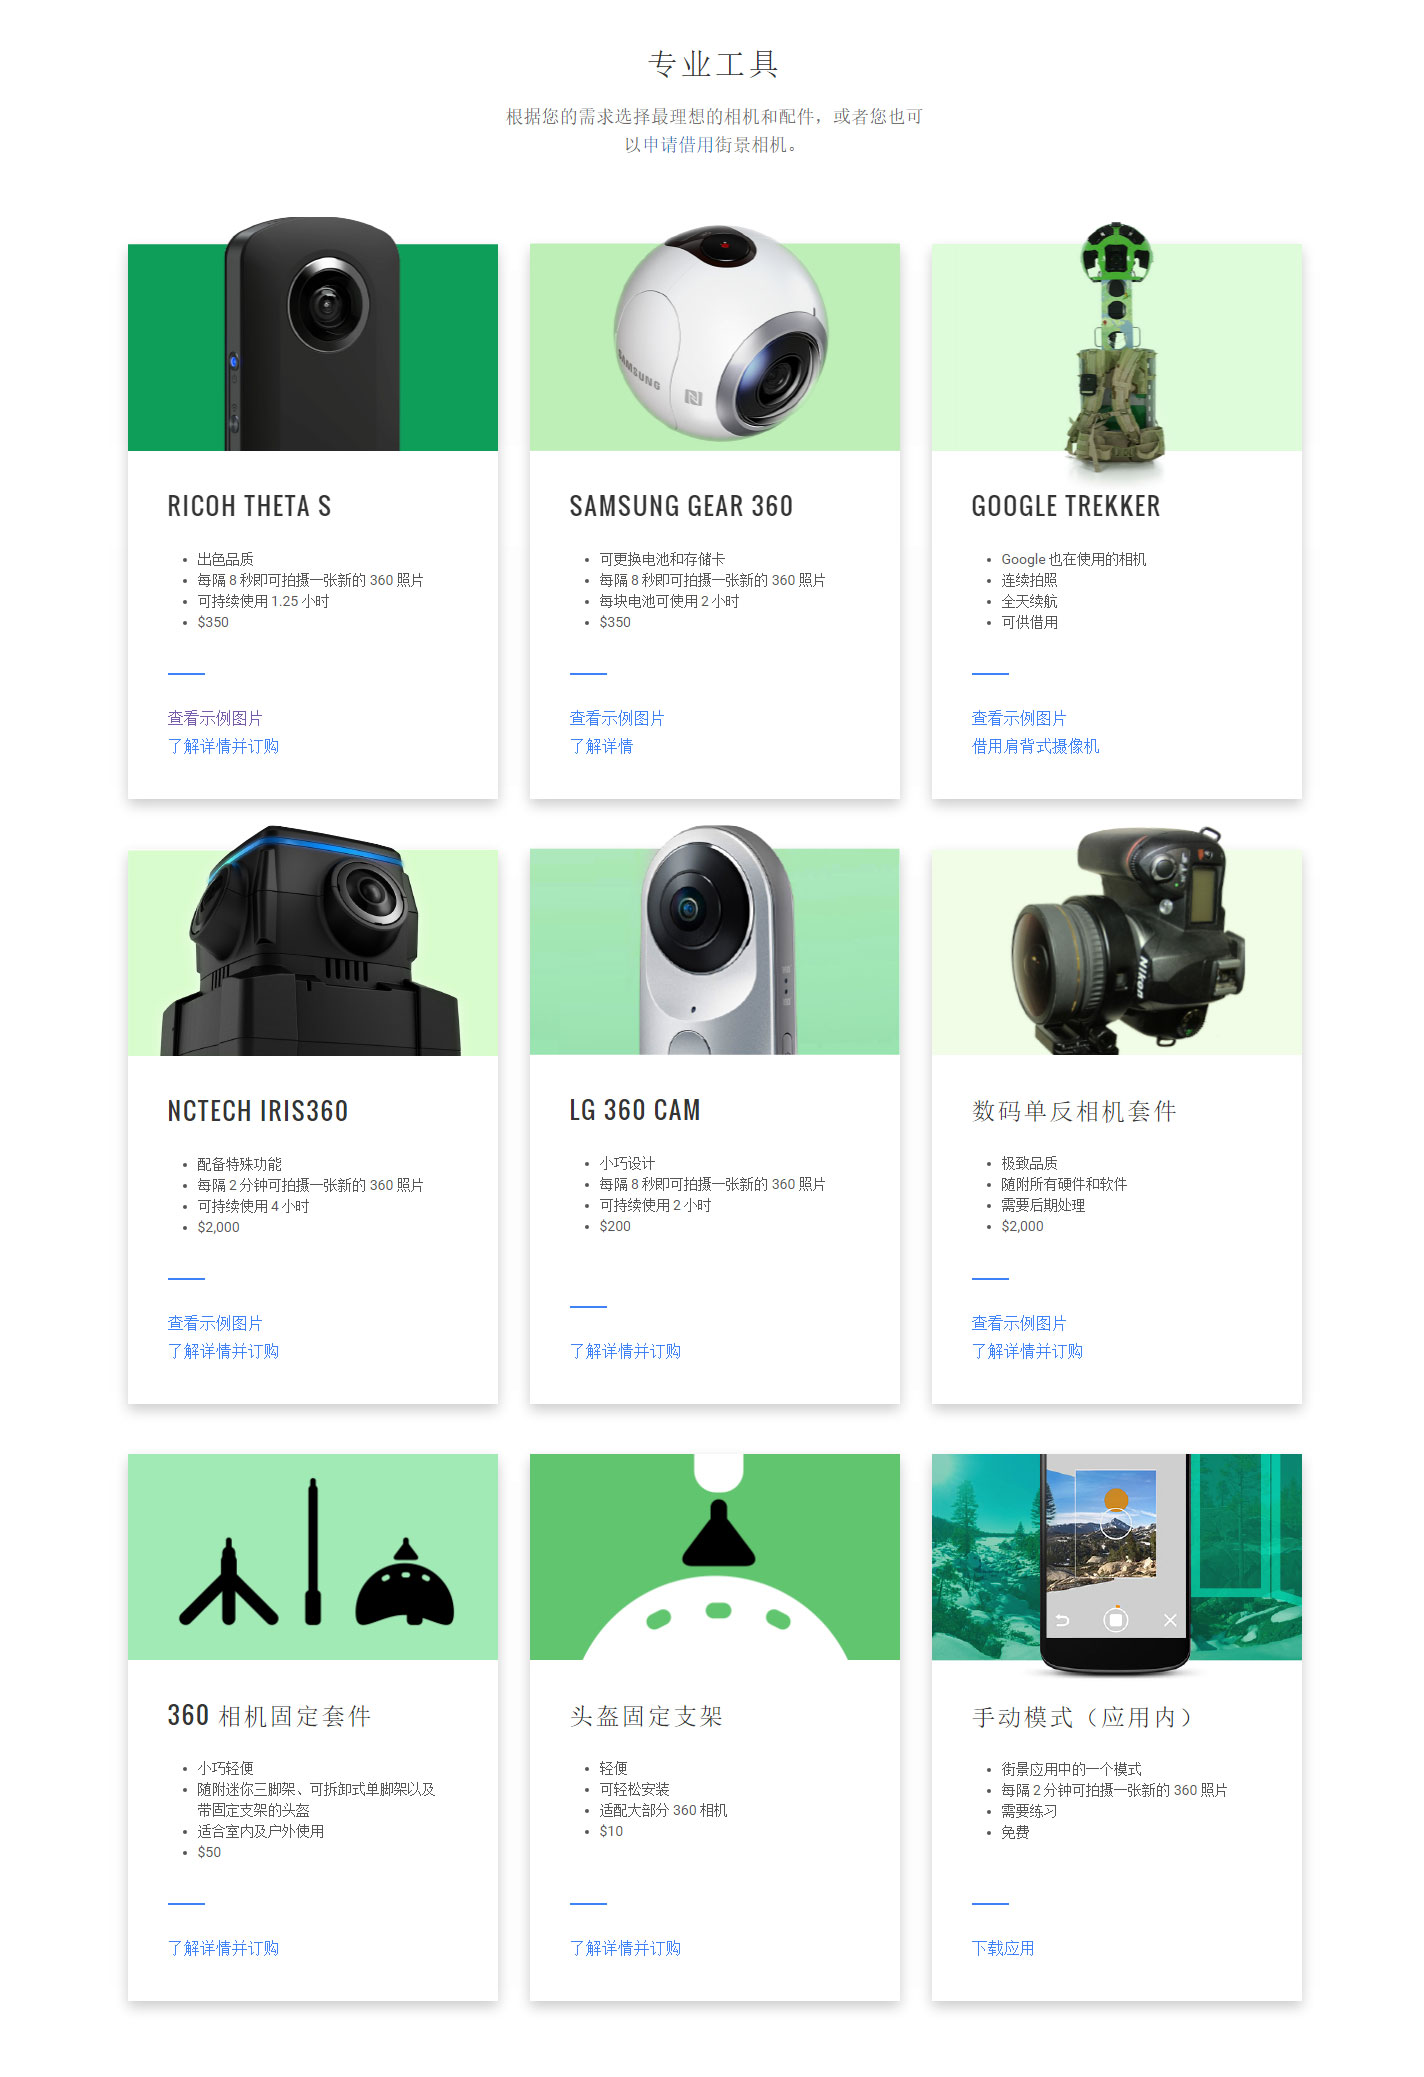 专业工具
根据您的需求选择最理想的相机和配件，或者您也可
以申请借用街景相机。
SAMSUNG
RICOH THETA S
出色品质
每隔 8 秒即可拍摄一张新的 360 照片
可持续使用 1.25 小时
$350
查看示例图片
了解详情并订购
SAMSUNG GEAR 360
可更换电池和存储卡
每隔 8 秒即可拍摄一张新的 360 照片
每块电池可使用 2 小时
$350
查看示例图片
了解详情
GOOGLE TREKKER
Google 也在使用的相机
连续拍照
全天续航
可供借用
查看示例图片
借用肩背式摄像机
Nikon
NCTECH IRIS360
配备特殊功能
每隔 2 分钟可拍摄一张新的 360 照片
可持续使用 4 小时
$2,000
查看示例图片
了解详情并订购
LG 360 CAM
小巧设计
每隔 8 秒即可拍摄一张新的 360 照片
可持续使用 2 小时
$200
了解详情并订购
数码单反相机套件
极致品质
随附所有硬件和软件
需要后期处理
$2,000
查看示例图片
了解详情并订购
360 相机固定套件
小巧轻便
随附迷你三脚架、可拆卸式单脚架以及
带固定支架的头盔
适合室内及户外使用
$50
了解详情并订购
头盔固定支架
轻便
可轻松安装
适配大部分 360 相机
$10
了解详情并订购
手动模式（应用内）
街景应用中的一个模式
每隔 2 分钟可拍摄一张新的 360 照片
需要练习
免费
下载应用